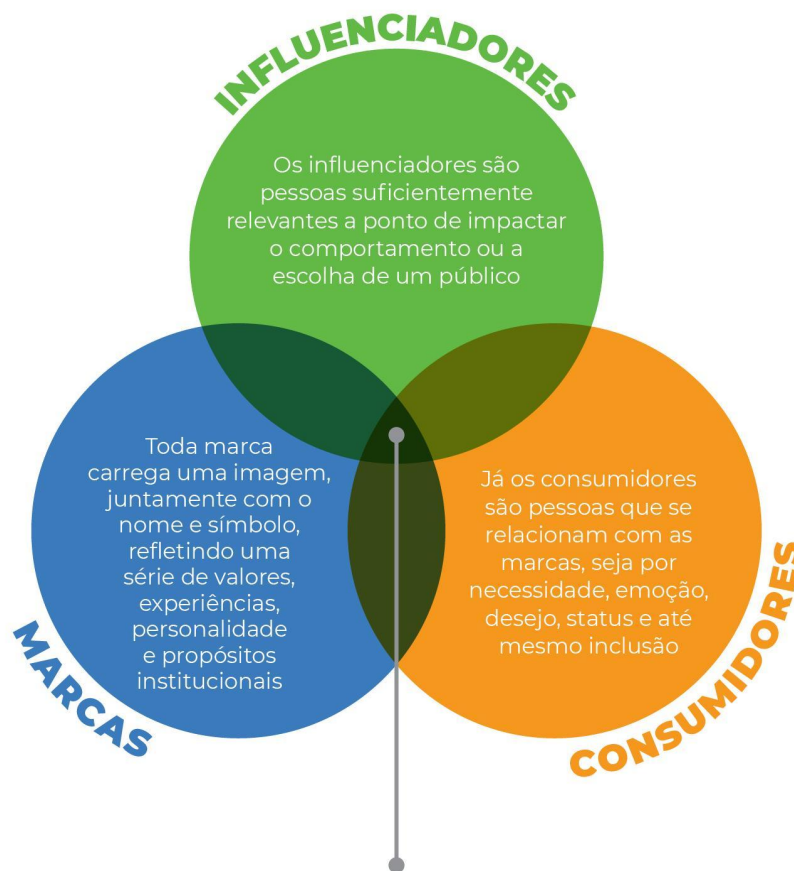 INFLUENCIADORES
Os influenciadores são
pessoas suficientemente
relevantes a ponto de impactar
o comportamento ou a
escolha de um público
MARCAS
Toda marca
carrega uma imagem,
juntamente com o
nome e símbolo,
refletindo uma
série de valores,
experiências,
personalidade
e propósitos
institucionais
CONSUMIDORES
Já os consumidores
são pessoas que se
relacionam com as
marcas, seja por
necessidade, emoção,
desejo, status e até
mesmo inclusão